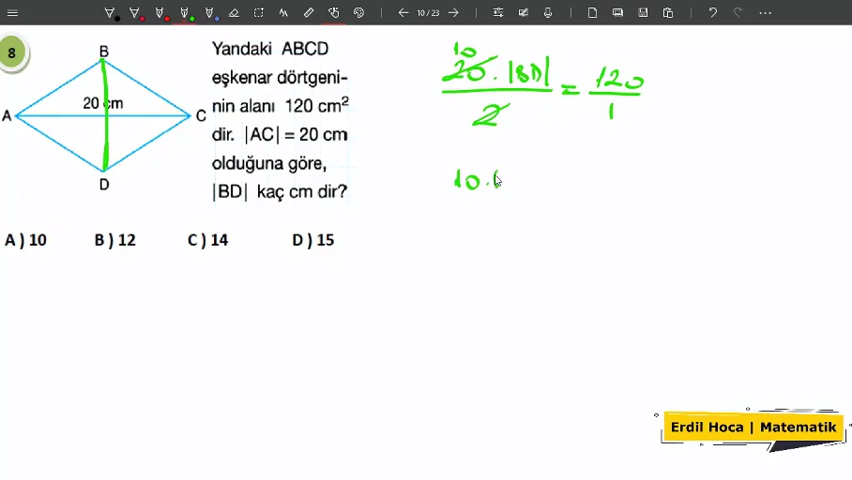 10/23
8
Yandaki ABCD
eşkenar dörtgeni-
nin alanı 120 cm²
dir. |AC| = 20 cm
olduğuna göre,
|BD| kaç cm dir?
B
20 cm
A
C
D
A ) 10 B ) 12 C ) 14 D ) 15
10
20 . |BD| = 120
2 1
10 .
Erdil Hoca | Matematik